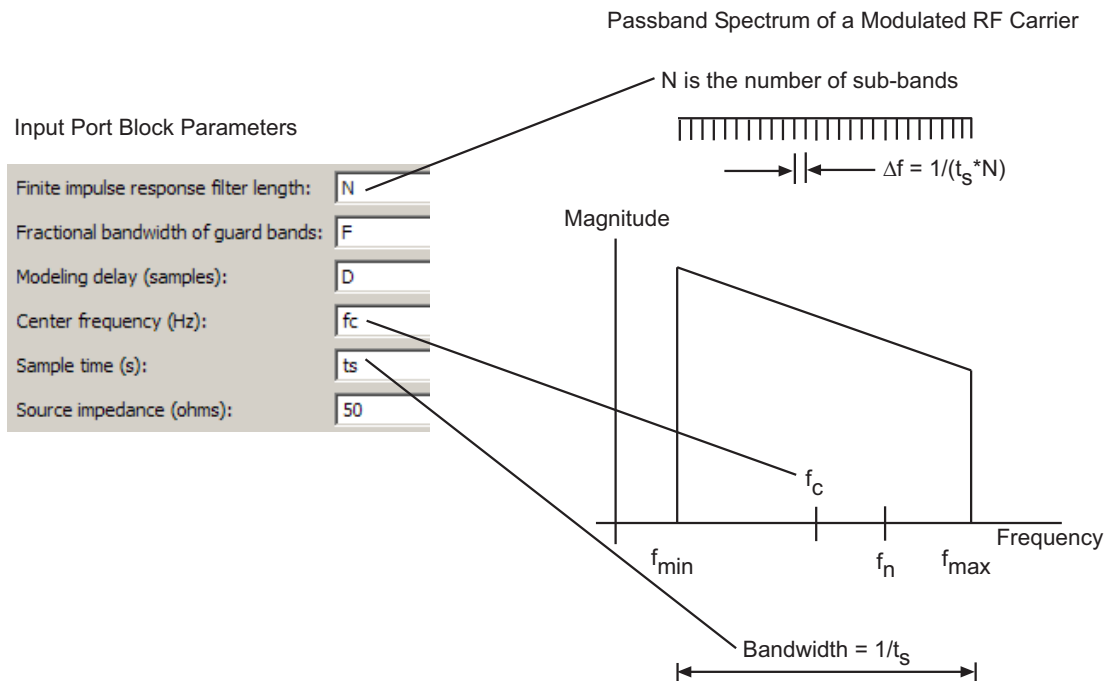 Passband Spectrum of a Modulated RF Carrier
N is the number of sub-bands
Input Port Block Parameters
Δf = 1/(ts*N)
Finite impulse response filter length: N
Fractional bandwidth of guard bands: F
Modeling delay (samples): D
Center frequency (Hz): fc
Sample time (s): ts
Source impedance (ohms): 50
Magnitude
fc
Frequency
fmin
fn
fmax
Bandwidth = 1/ts